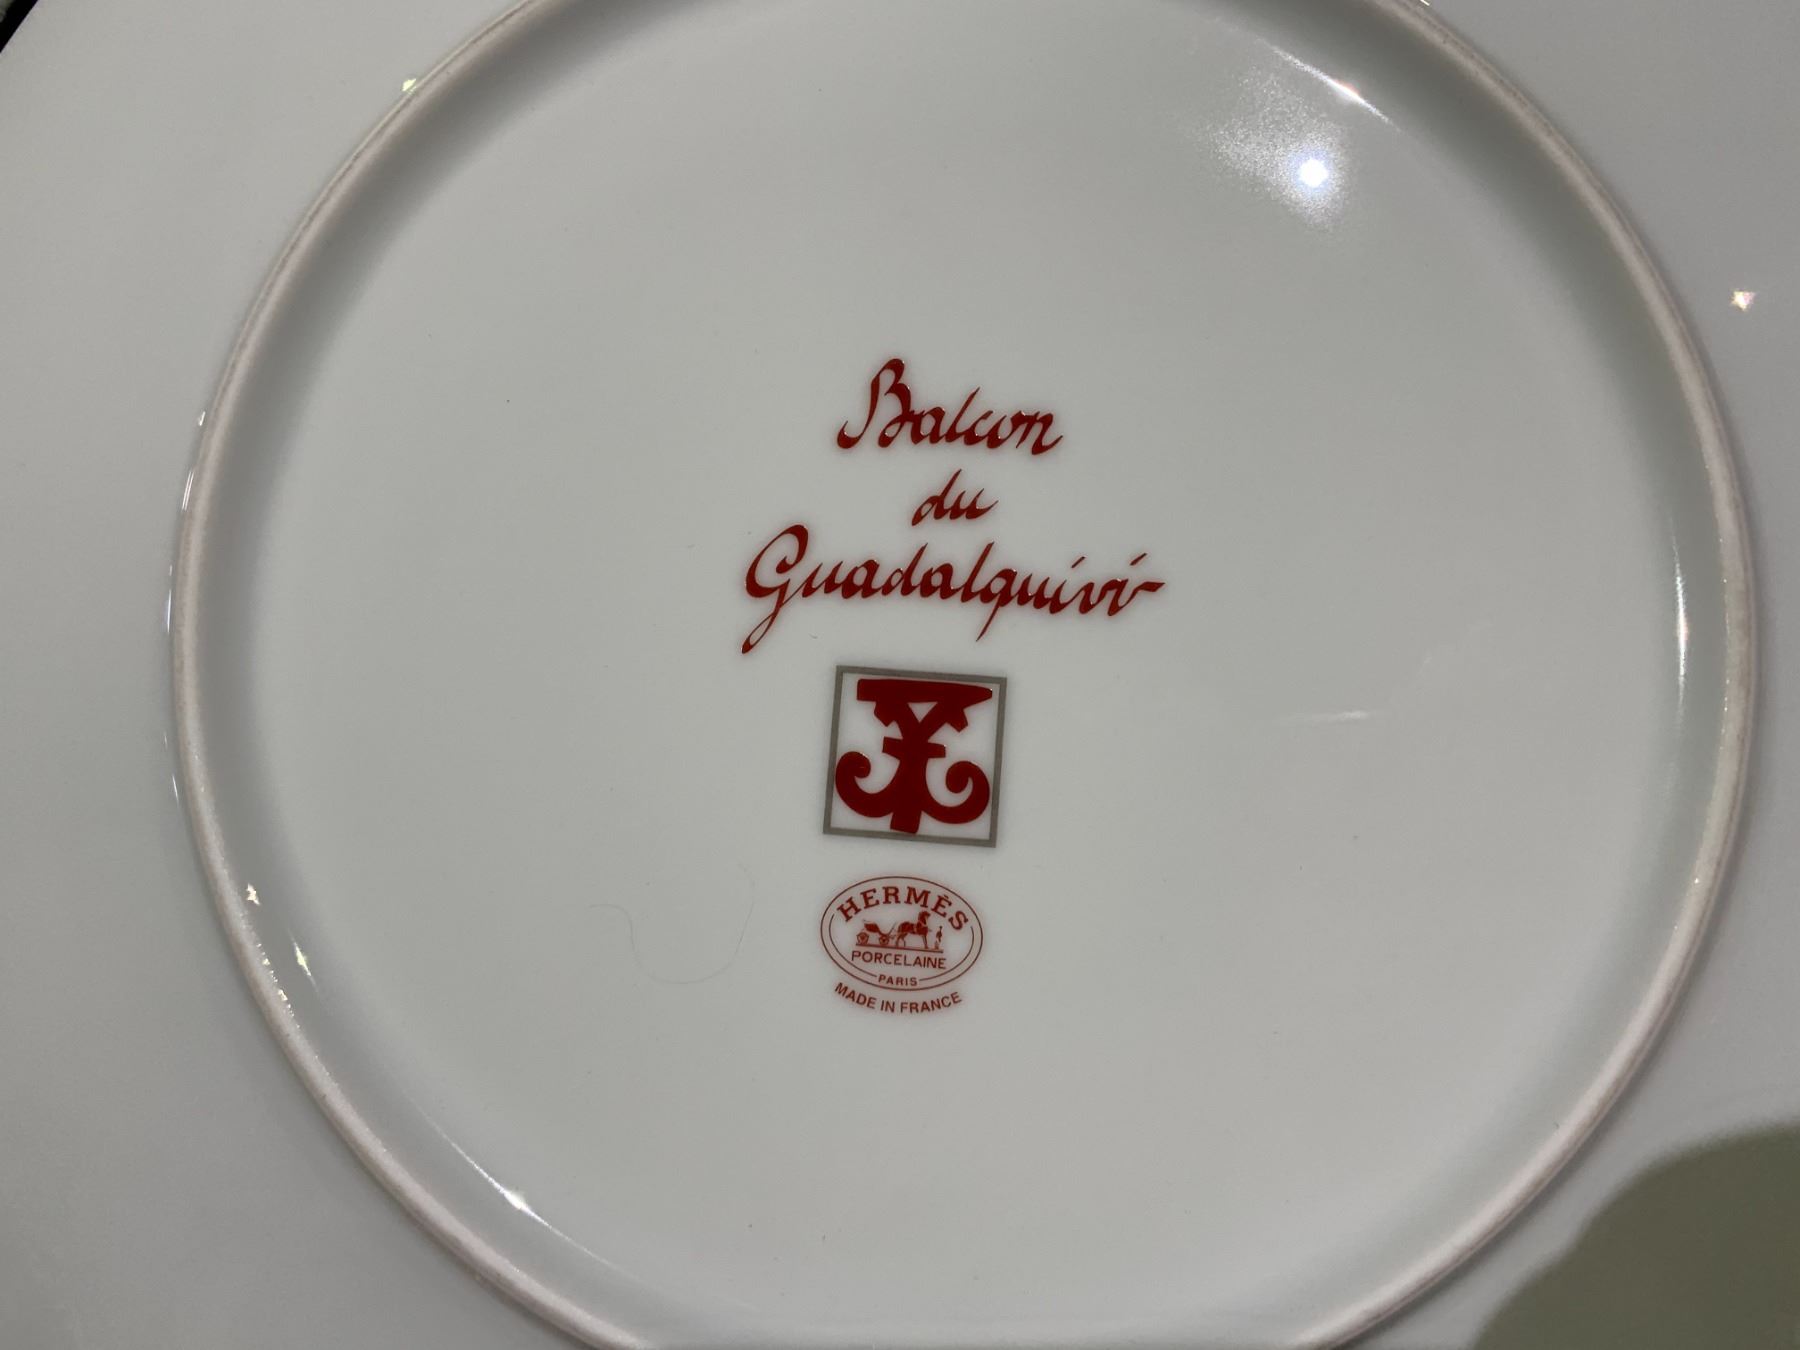 Balcon
du
Guadalquivir
HERMÈS
PORCELAINE
PARIS
MADE IN FRANCE